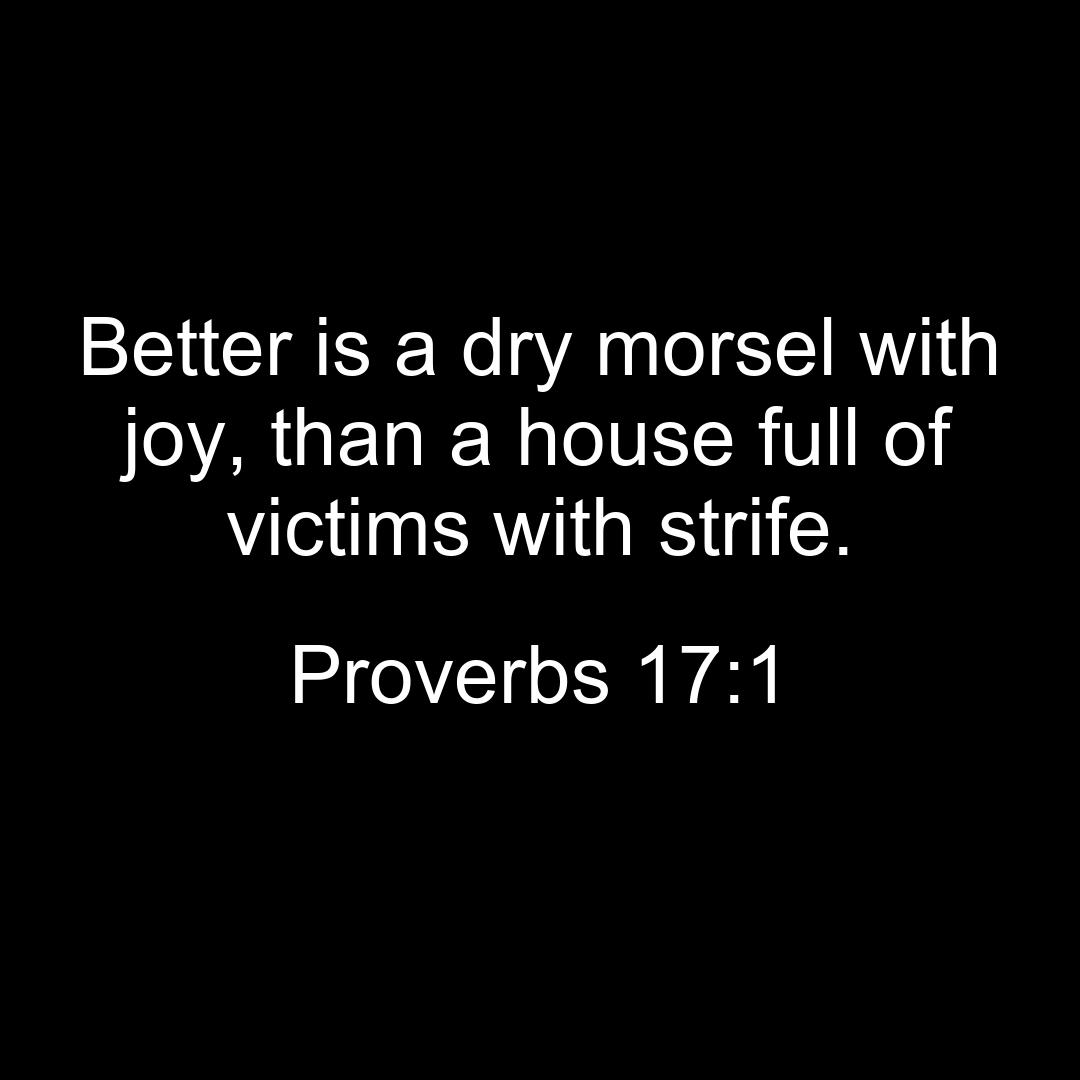 Better is a dry morsel with
joy, than a house full of
victims with strife.
Proverbs 17:1